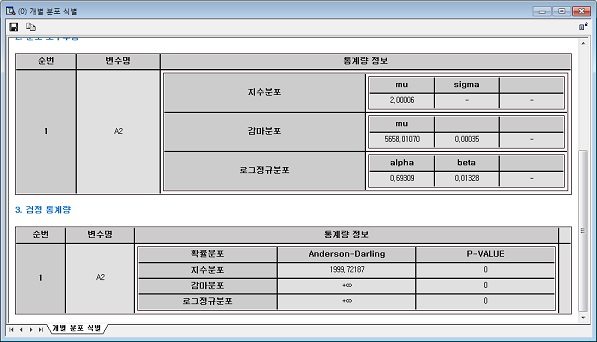 (0) 개별 분포 식별
순번 변수명 통계량 정보
1 A2
지수분포
mu sigma
2,00006 - -
감마분포
mu
5658,01070 0,00035 -
로그정규분포
alpha beta
0,69309 0,01328 -
3. 검정 통계량
순번 변수명 통계량 정보
1 A2
확률분포 Anderson-Darling P-VALUE
지수분포 1999,72187 0
감마분포 +∞ 0
로그정규분포 +∞ 0
개별 분포 식별